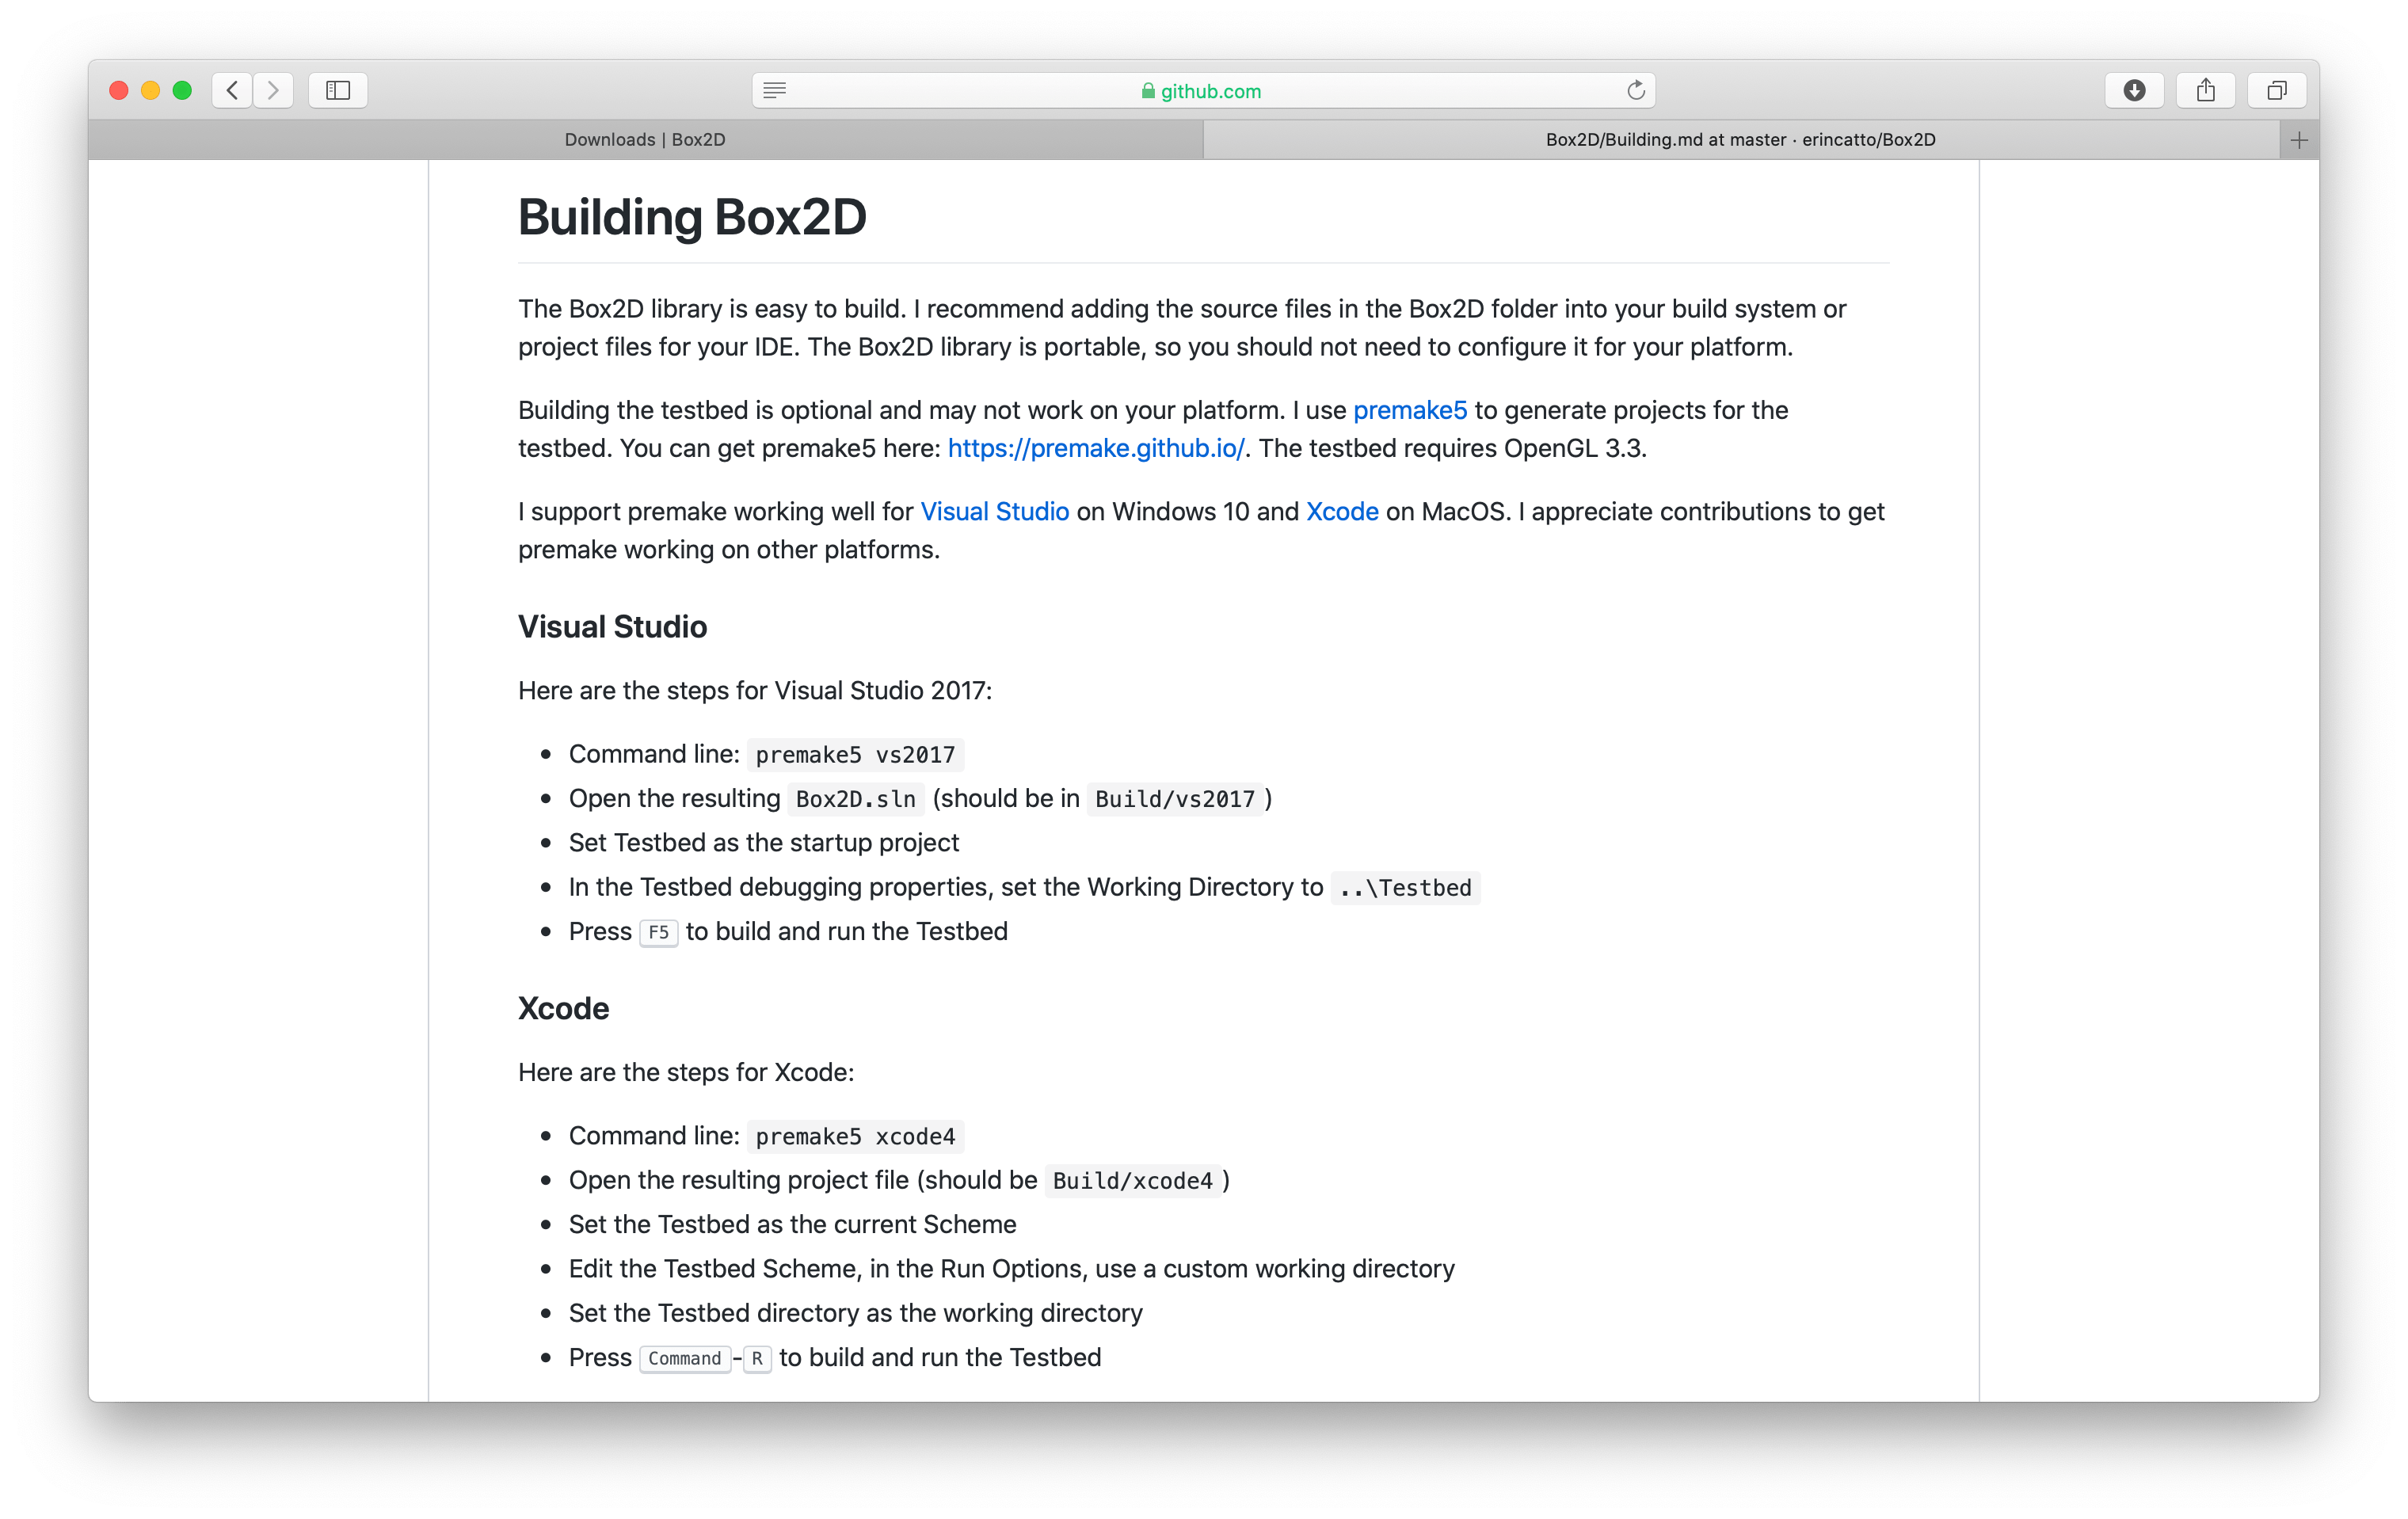 github.com
Downloads | Box2D
Box2D/Building.md at master · erincatto/Box2D
Building Box2D
The Box2D library is easy to build. I recommend adding the source files in the Box2D folder into your build system or
project files for your IDE. The Box2D library is portable, so you should not need to configure it for your platform.
Building the testbed is optional and may not work on your platform. I use premake5 to generate projects for the
testbed. You can get premake5 here: https://premake.github.io/. The testbed requires OpenGL 3.3.
I support premake working well for Visual Studio on Windows 10 and Xcode on MacOS. I appreciate contributions to get
premake working on other platforms.
Visual Studio
Here are the steps for Visual Studio 2017:
• Command line: premake5 vs2017
• Open the resulting Box2D.sln (should be in Build/vs2017)
• Set Testbed as the startup project
• In the Testbed debugging properties, set the Working Directory to ..\Testbed
• Press F5 to build and run the Testbed
Xcode
Here are the steps for Xcode:
• Command line: premake5 xcode4
• Open the resulting project file (should be Build/xcode4)
• Set the Testbed as the current Scheme
• Edit the Testbed Scheme, in the Run Options, use a custom working directory
• Set the Testbed directory as the working directory
• Press Command-R to build and run the Testbed